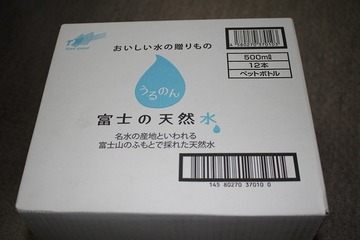 おいしい水の贈りもの
うるのん
富士の天然水
名水の産地といわれる
富士山のふもとで採れた天然水
500mℓ
12本
ペットボトル
1458027037010 0